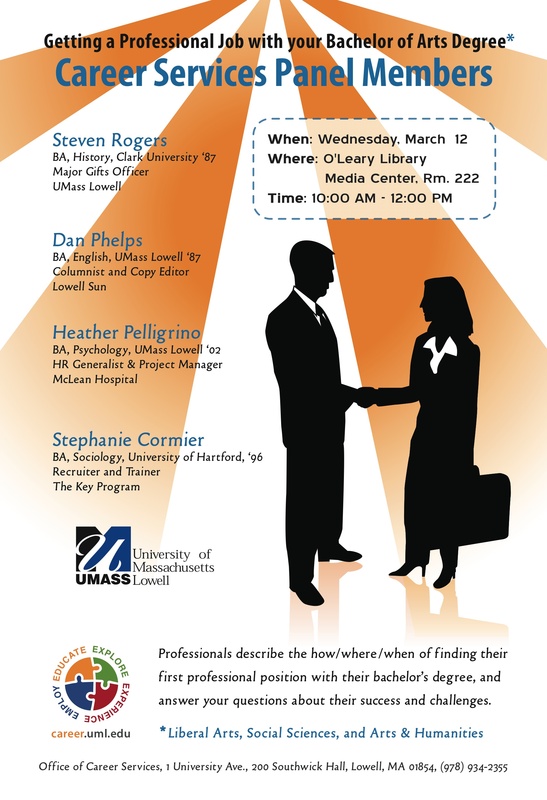 Getting a Professional Job with your Bachelor of Arts Degree*
Career Services Panel Members
When: Wednesday, March 12
Where: O'Leary Library
Media Center, Rm. 222
Time: 10:00 AM - 12:00 PM
Steven Rogers
BA, History, Clark University ‘87
Major Gifts Officer
UMass Lowell
Dan Phelps
BA, English, UMass Lowell ‘87
Columnist and Copy Editor
Lowell Sun
Heather Pelligrino
BA, Psychology, UMass Lowell ‘02
HR Generalist & Project Manager
McLean Hospital
Stephanie Cormier
BA, Sociology, University of Hartford, ‘96
Recruiter and Trainer
The Key Program
University of
Massachusetts
UMASS Lowell
EDUCATE EXPLORE EXPERIENCE EMPLOY
career.uml.edu
Professionals describe the how/where/when of finding their
first professional position with their bachelor's degree, and
answer your questions about their success and challenges.
*Liberal Arts, Social Sciences, and Arts & Humanities
Office of Career Services, 1 University Ave., 200 Southwick Hall, Lowell, MA 01854, (978) 934-2355